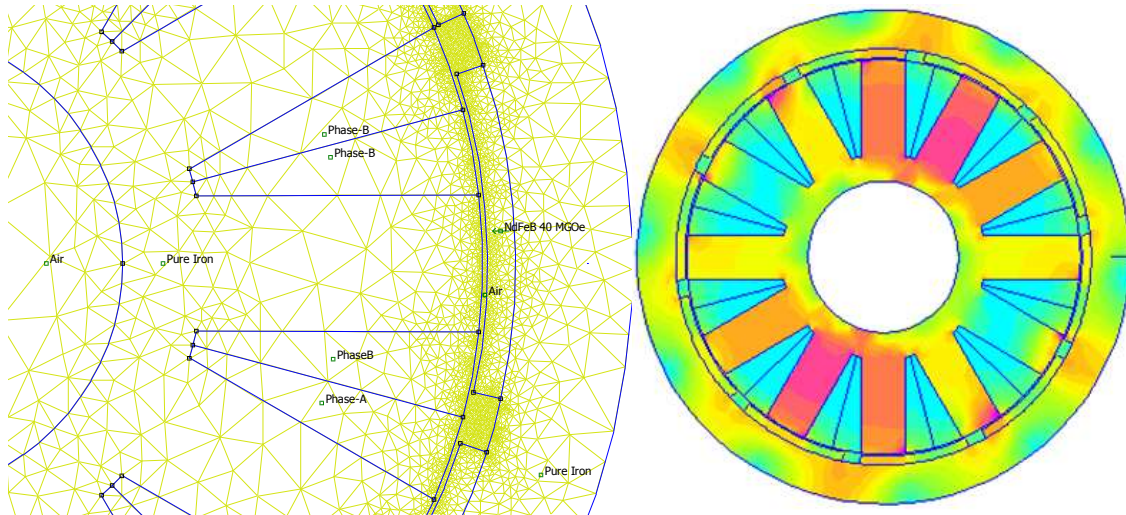 Phase-B
Phase-B
NdFeB 40 MGOe
Air
Pure Iron
Air
PhaseB
Phase-A
Pure Iron